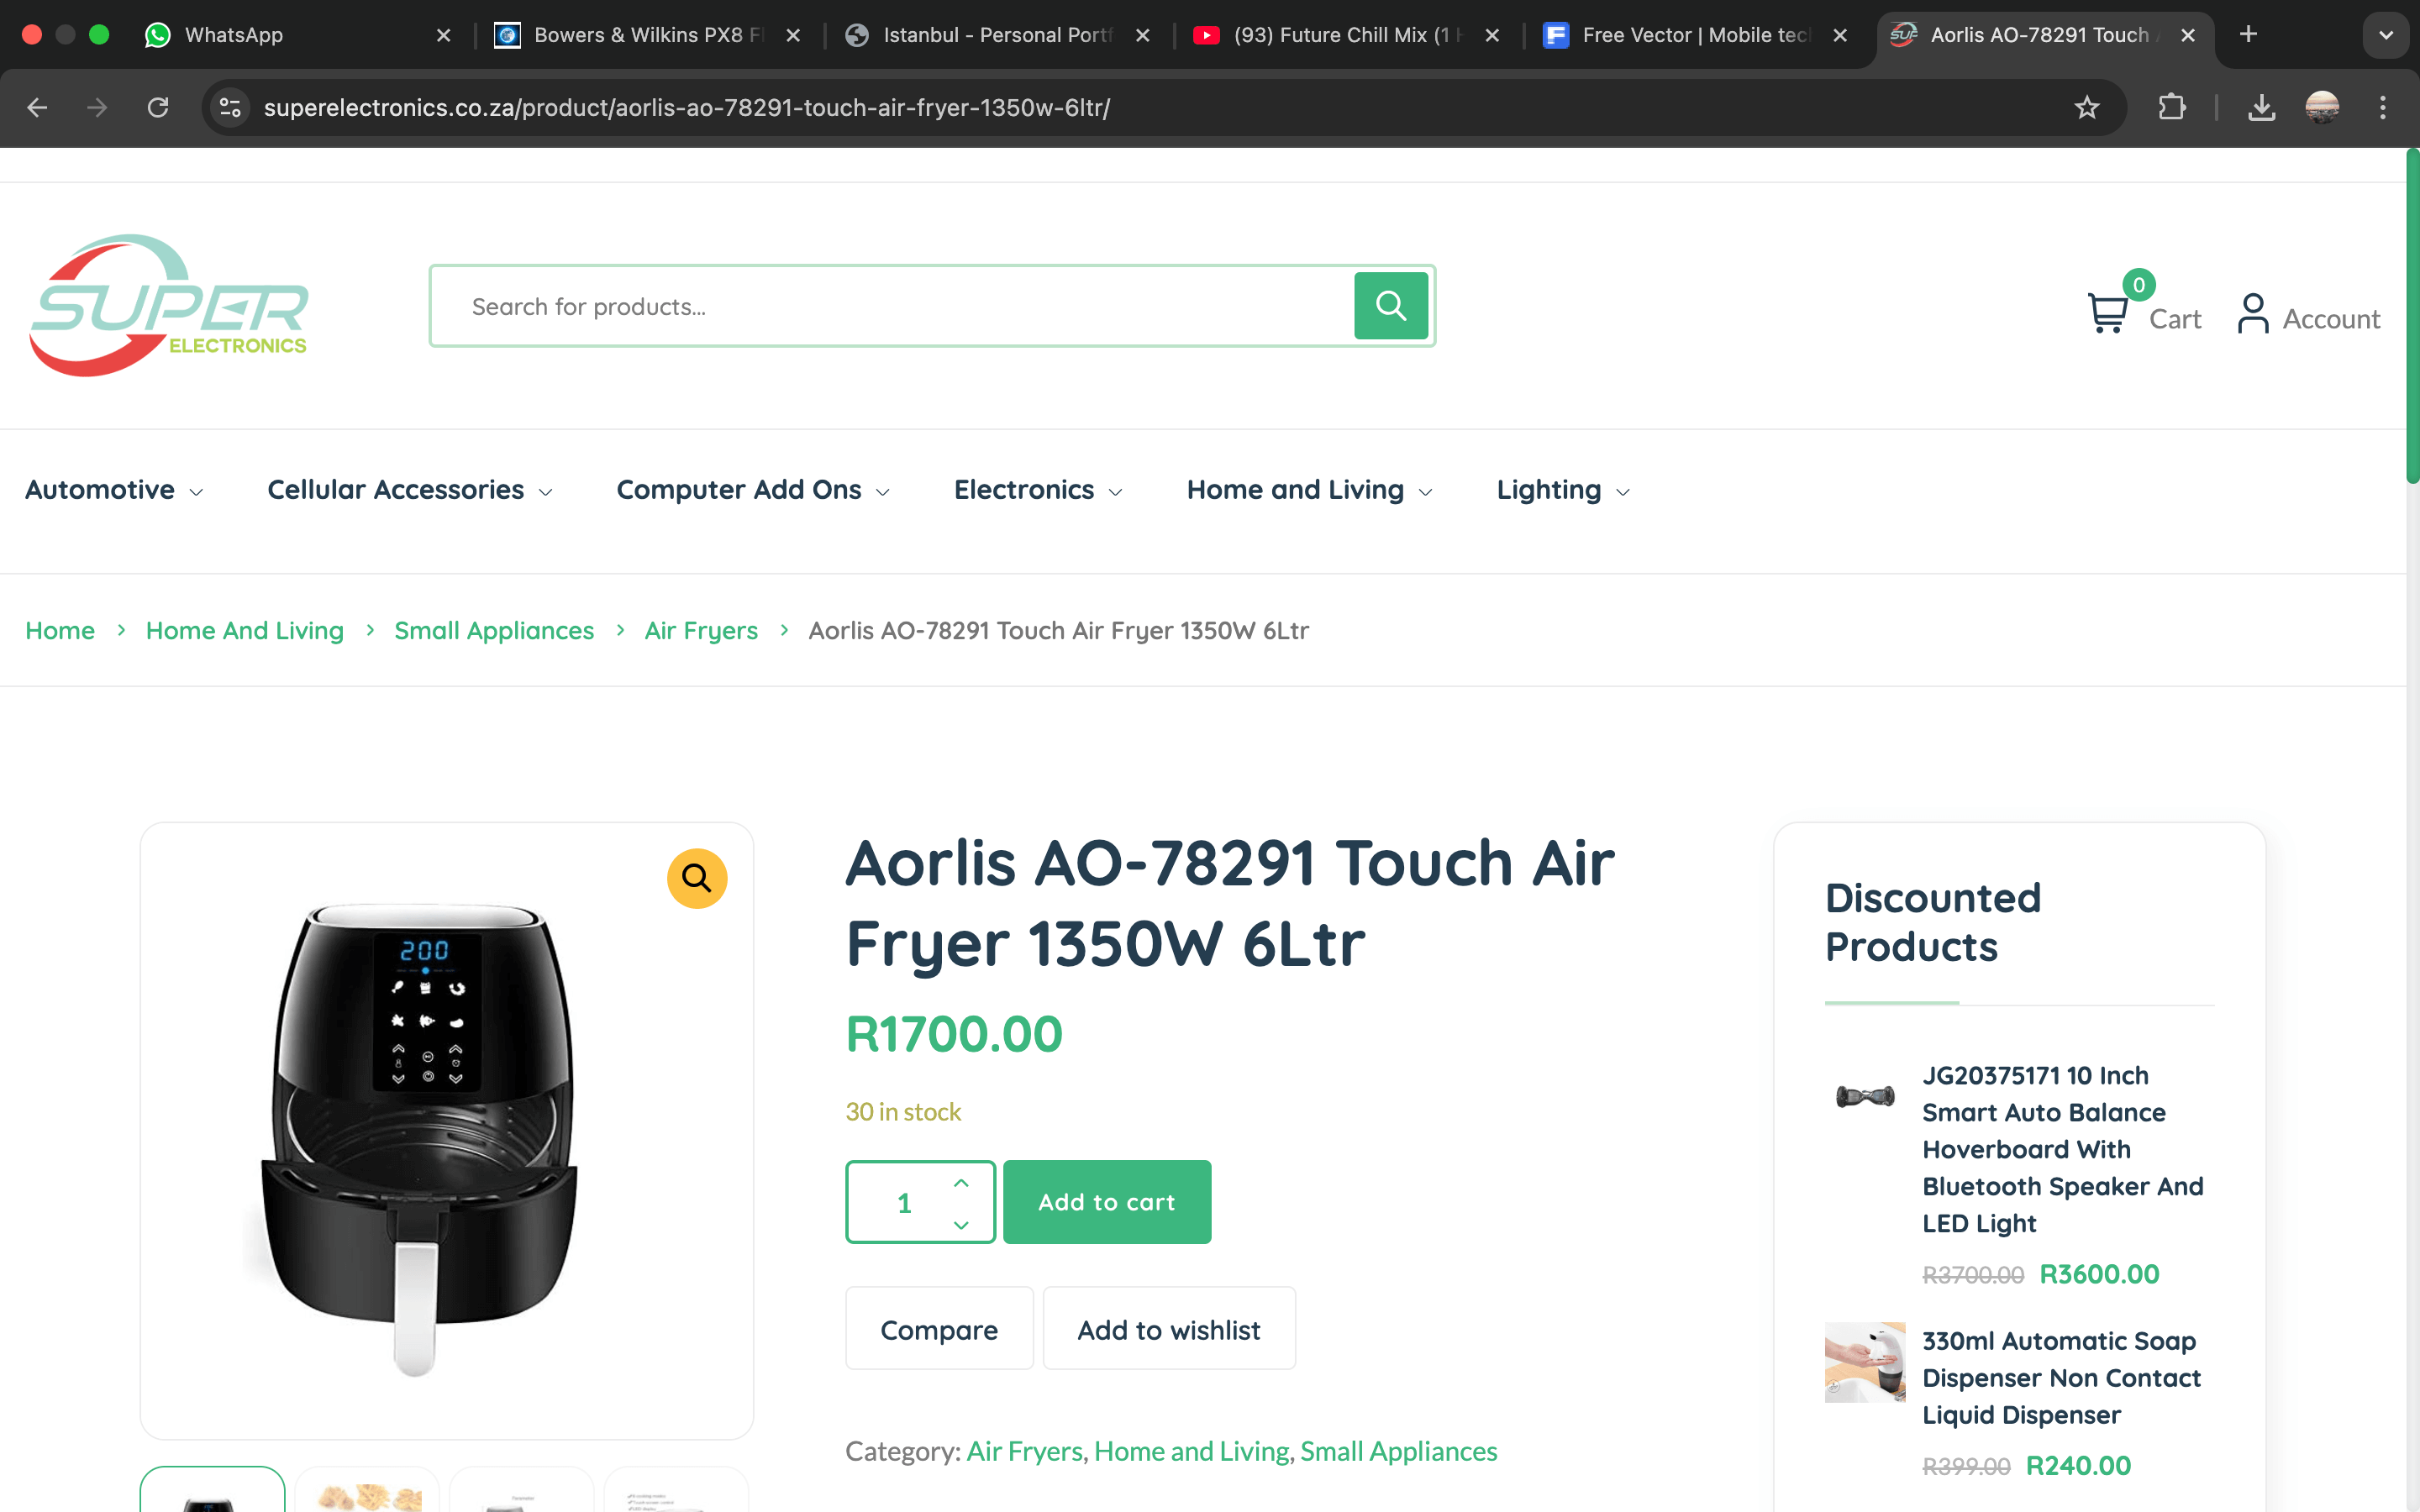 WhatsApp
Bowers & Wilkins PX8 Fl
Istanbul - Personal Portf
(93) Future Chill Mix (1 H
Free Vector | Mobile tec
Aorlis AO-78291 Touch A
superelectronics.co.za/product/aorlis-ao-78291-touch-air-fryer-1350w-6ltr/
SUPER
ELECTRONICS
Search for products...
0
Cart
Account
Automotive
Cellular Accessories
Computer Add Ons
Electronics
Home and Living
Lighting
Home > Home And Living > Small Appliances > Air Fryers > Aorlis AO-78291 Touch Air Fryer 1350W 6Ltr
200
Aorlis AO-78291 Touch Air
Fryer 1350W 6Ltr
R1700.00
30 in stock
1
Add to cart
Compare
Add to wishlist
Category: Air Fryers, Home and Living, Small Appliances
Discounted
Products
JG20375171 10 Inch
Smart Auto Balance
Hoverboard With
Bluetooth Speaker And
LED Light
R3700.00 R3600.00
330ml Automatic Soap
Dispenser Non Contact
Liquid Dispenser
R399.00 R240.00